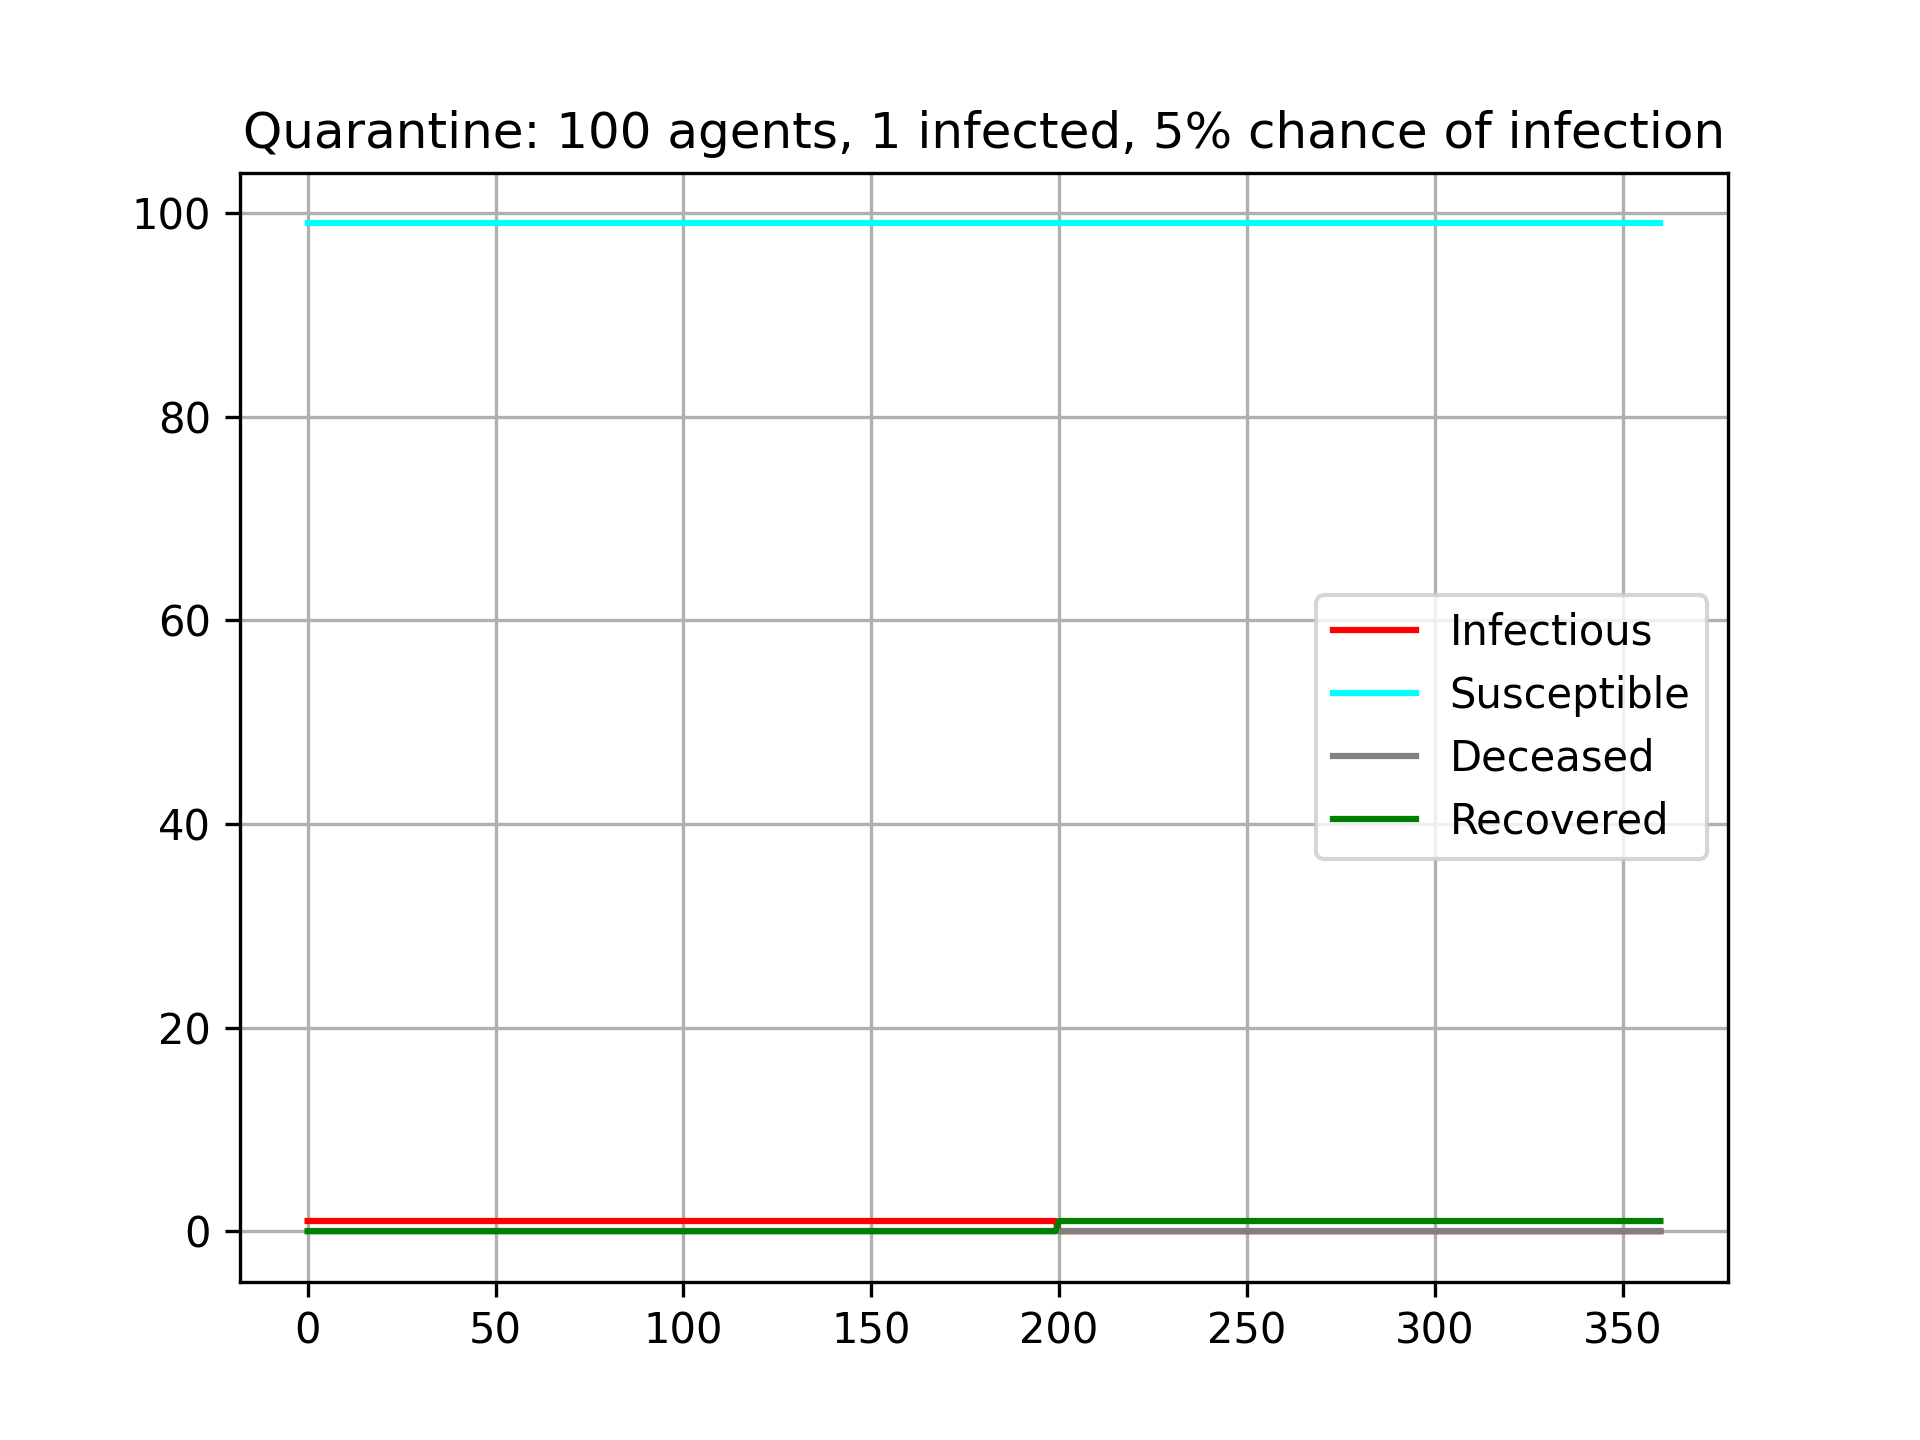 Quarantine: 100 agents, 1 infected, 5% chance of infection
100
80
60
40
20
0
Infectious
Susceptible
Deceased
Recovered
0 50 100 150 200 250 300 350